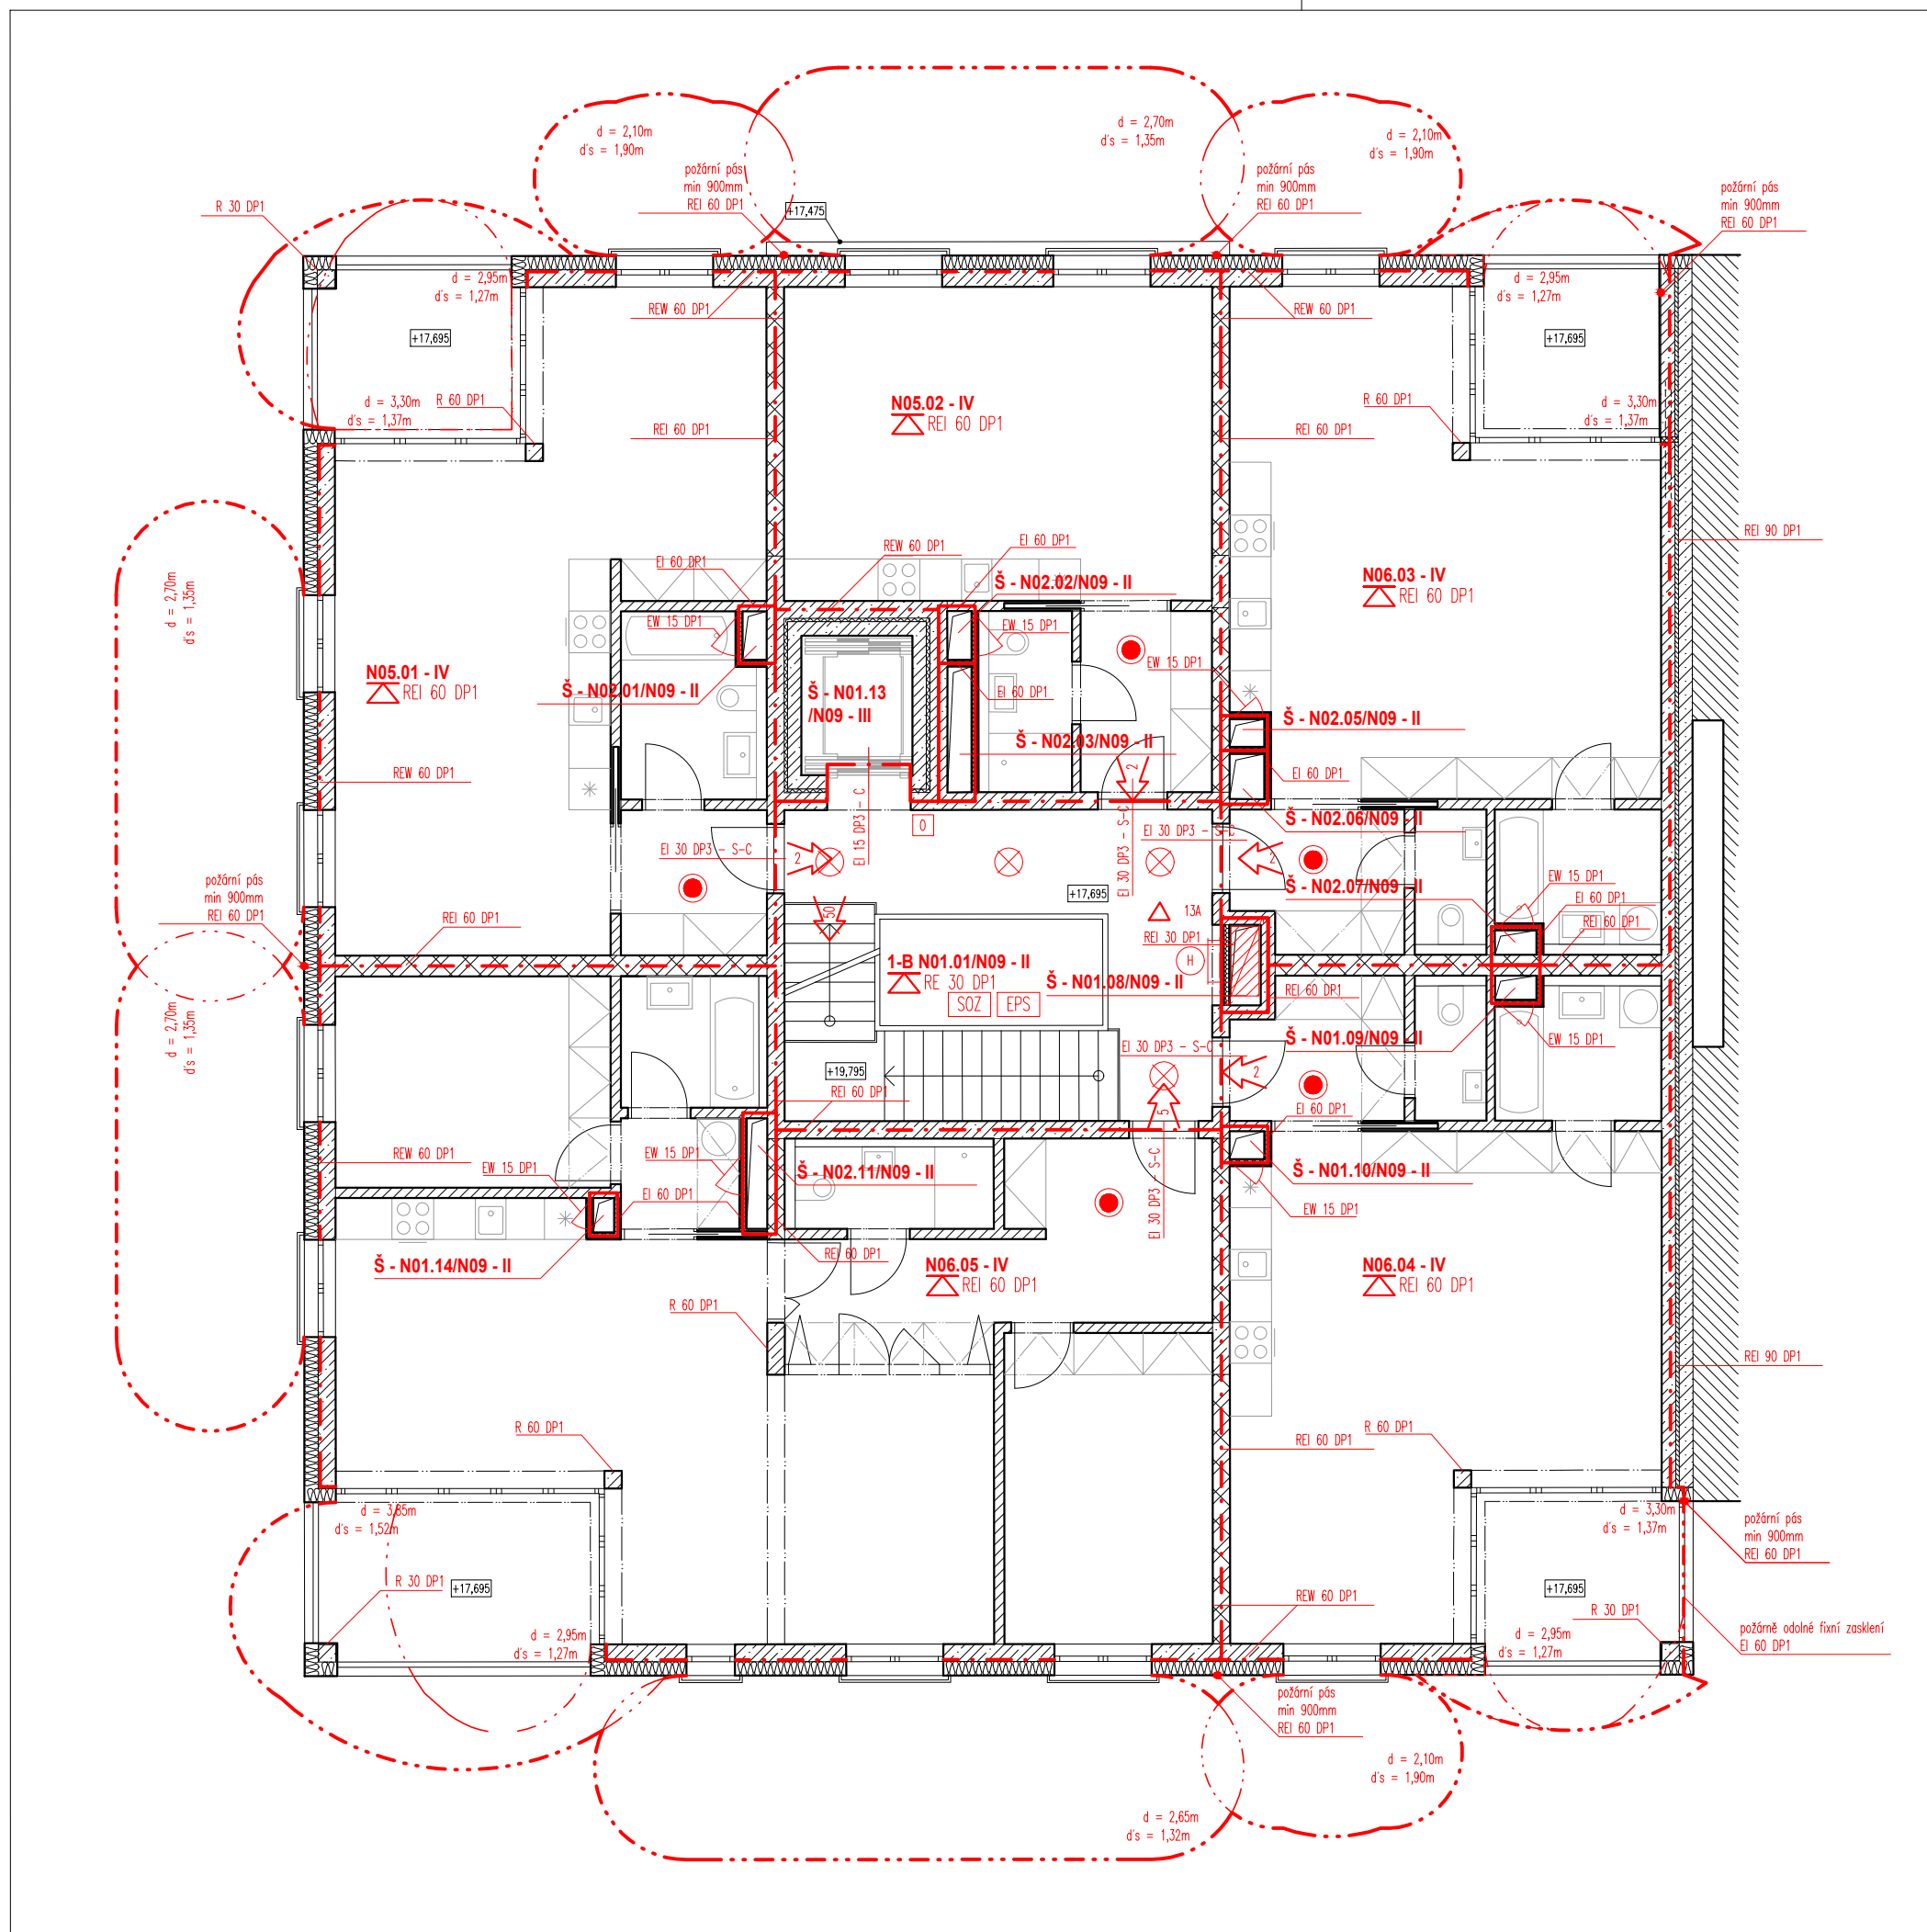 d = 2,10m
d's = 1,90m
d = 2,70m
d's = 1,35m
d = 2,10m
d's = 1,90m
požární pás
min 900mm
REI 60 DP1
požární pás
min 900mm
REI 60 DP1
požární pás
min 900mm
REI 60 DP1
R 30 DP1
+17,475
d = 2,95m
d's = 1,27m
d = 2,95m
d's = 1,27m
REW 60 DP1
REW 60 DP1
+17,695
+17,695
d = 3,30m
d's = 1,37m
R 60 DP1
N05.02 - IV
REI 60 DP1
R 60 DP1
d = 3,30m
d's = 1,37m
REI 60 DP1
REI 60 DP1
REI 90 DP1
EI 60 DP1
REW 60 DP1
EI 60 DP1
Š - N02.02/N09 - II
N06.03 - IV
REI 60 DP1
d = 2,70m
d's = 1,35m
EW 15 DP1
EW 15 DP1
EW 15 DP1
N05.01 - IV
REI 60 DP1
Š - N02.01/N09 - II
Š - N01.13
/N09 - III
EI 60 DP1
Š - N02.03/N09 - II
Š - N02.05/N09 - II
REW 60 DP1
2
EI 60 DP1
EI 15 DP3 - C
O
EI 30 DP3 - S-C
EI 30 DP3 - S-C
Š - N02.06/N09 - II
EI 30 DP3 - S-C
2
2
požární pás
min 900mm
REI 60 DP1
REI 60 DP1
50
+17,695
13A
Š - N02.07/N09 - II
EW 15 DP1
EI 60 DP1
REI 60 DP1
REI 30 DP1
H
1-B N01.01/N09 - II
RE 30 DP1
SOZ
EPS
Š - N01.08/N09 - II
REI 60 DP1
d = 2,70m
d's = 1,35m
EI 30 DP3 - S-C
Š - N01.09/N09 - II
EW 15 DP1
+19,795
2
REI 60 DP1
5
EI 60 DP1
REW 60 DP1
EW 15 DP1
EW 15 DP1
Š - N02.11/N09 - II
EI 30 DP3 - S-C
Š - N01.10/N09 - II
EI 60 DP1
EW 15 DP1
Š - N01.14/N09 - II
REI 60 DP1
N06.05 - IV
REI 60 DP1
N06.04 - IV
REI 60 DP1
R 60 DP1
REI 90 DP1
R 60 DP1
R 60 DP1
REI 60 DP1
d = 3,85m
d's = 1,52m
d = 3,30m
d's = 1,37m
požární pás
min 900mm
REI 60 DP1
R 30 DP1
+17,695
+17,695
REW 60 DP1
R 30 DP1
d = 2,95m
d's = 1,27m
d = 2,95m
d's = 1,27m
požárně odolné fixní zasklení
EI 60 DP1
požární pás
min 900mm
REI 60 DP1
d = 2,10m
d's = 1,90m
d = 2,65m
d's = 1,32m